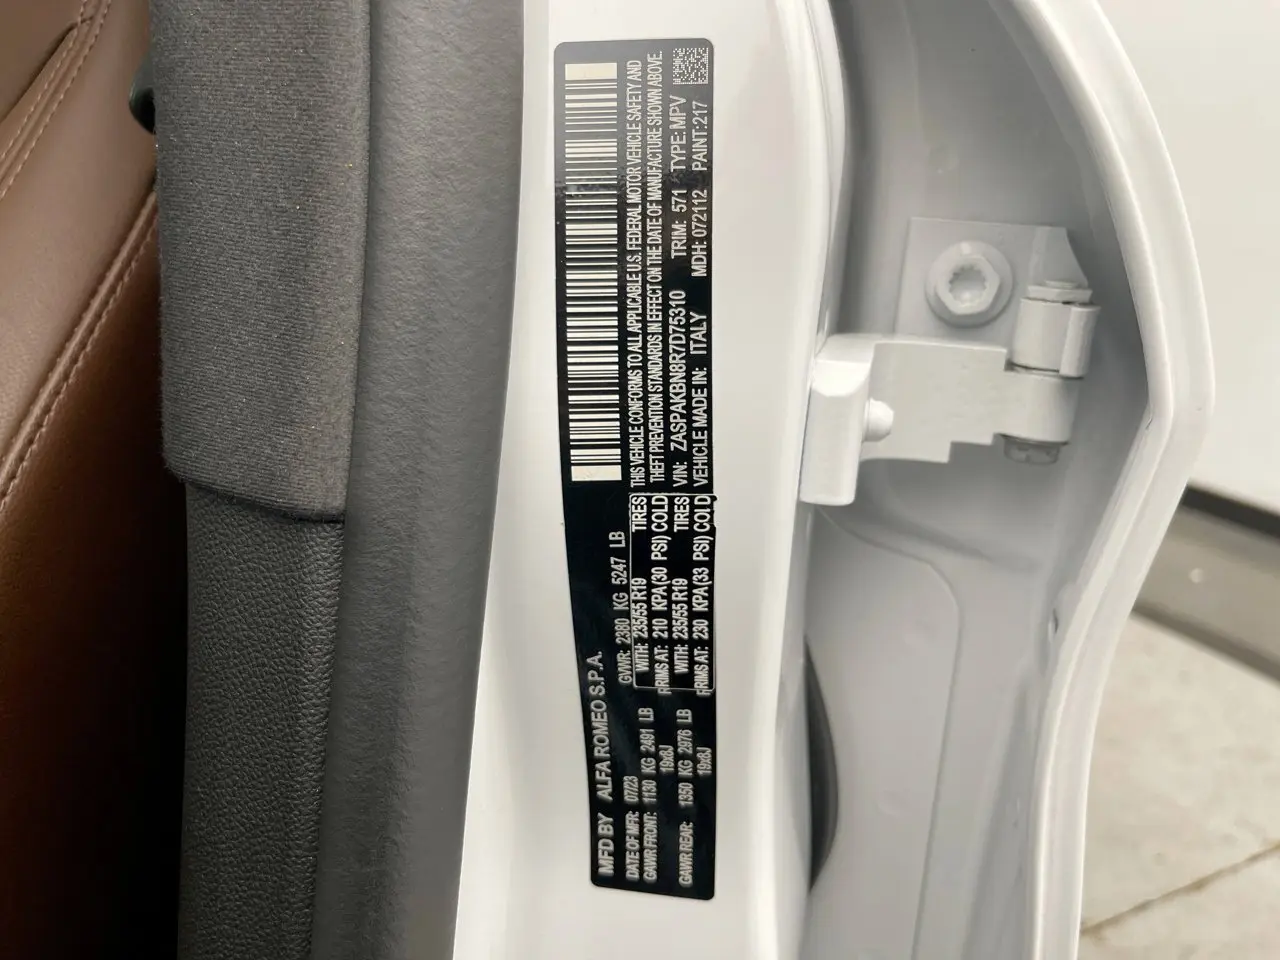 MFD BY ALFA ROMEO S.P.A.
DATE OF MFR: 07/23 GVWR: 2380 KG 5247 LB
GAWR FRONT: 1130 KG 2491 LB WITH: 235/55 R19 TIRES
19x8J RIMS AT: 210 KPA (30 PSI) COLD
GAWR REAR: 1350 KG 2976 LB WITH: 235/55 R19 TIRES
19x8J RIMS AT: 230 KPA (33 PSI) COLD
THIS VEHICLE CONFORMS TO ALL APPLICABLE U.S. FEDERAL MOTOR VEHICLE SAFETY AND
THEFT PREVENTION STANDARDS IN EFFECT ON THE DATE OF MANUFACTURE SHOWN ABOVE.
VIN: ZASPAKBN8R7D75310 TRIM: 571 TYPE: MPV
VEHICLE MADE IN: ITALY MDH: 072112 PAINT: 217